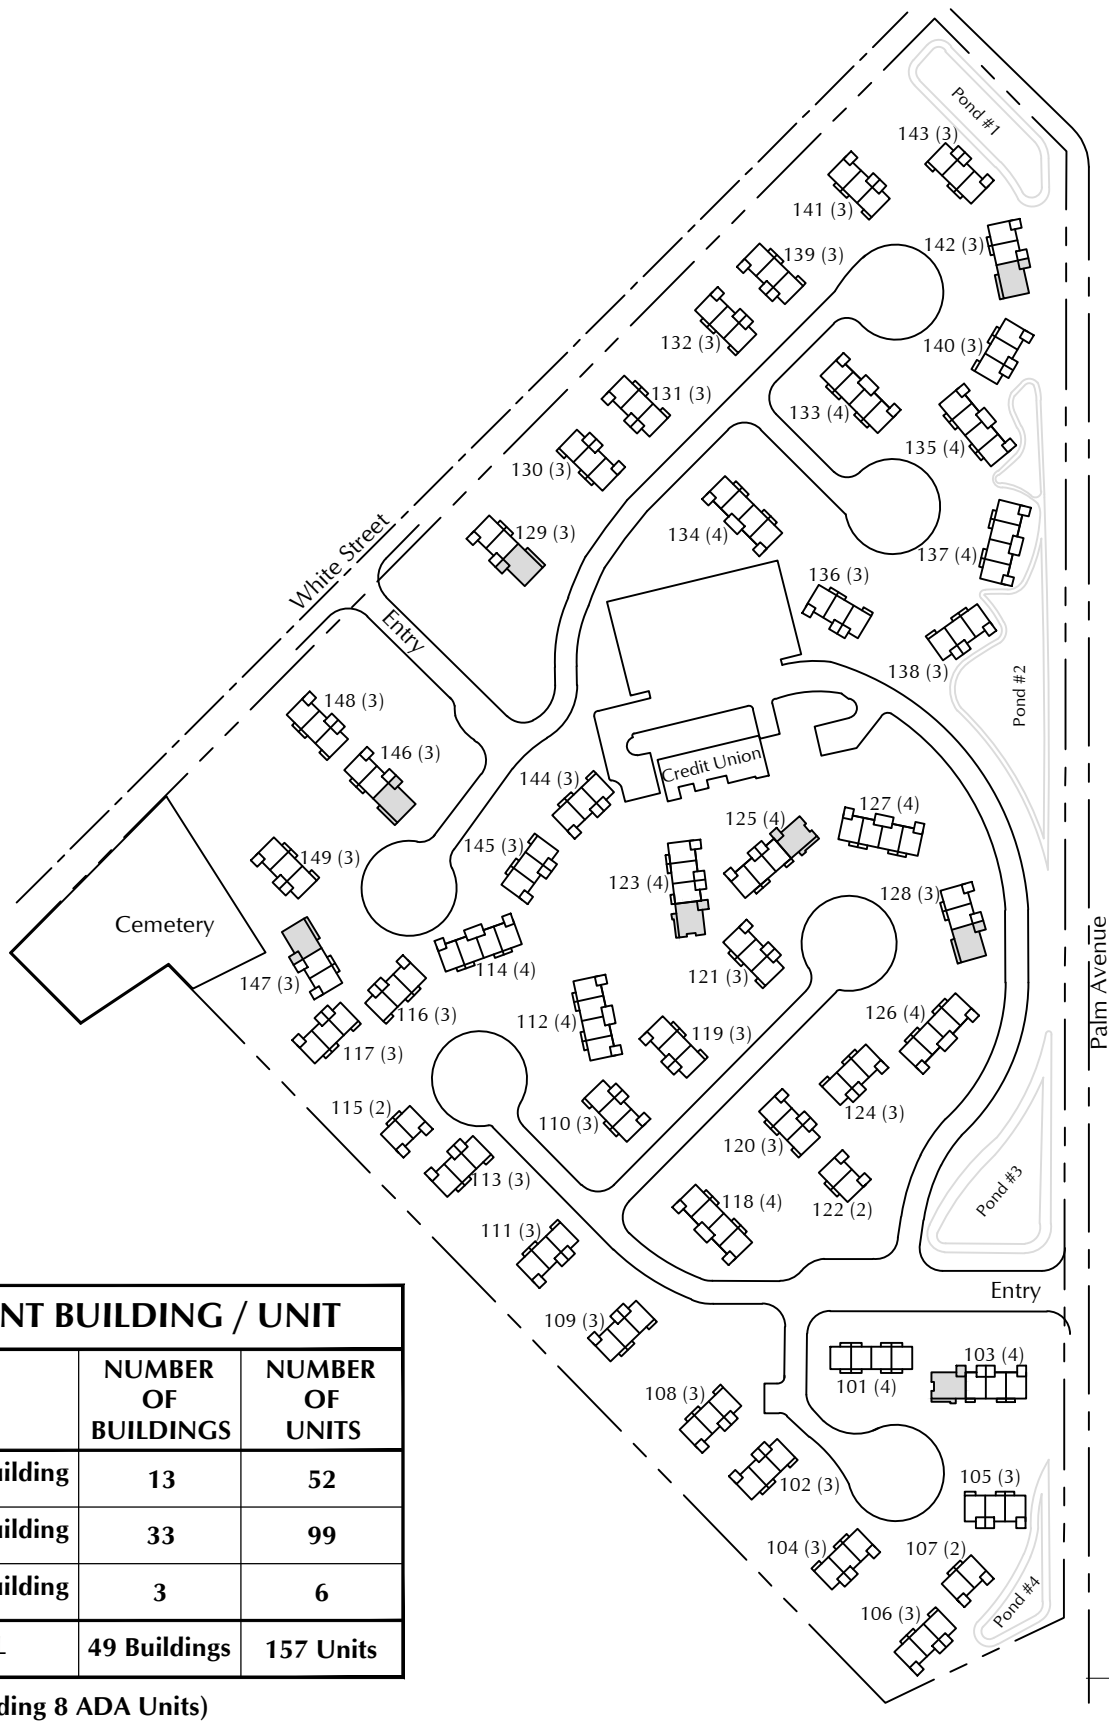 Pond #1
143 (3)
141 (3)
142 (3)
139 (3)
132 (3)
140 (3)
131 (3)
133 (4)
135 (4)
130 (3)
129 (3)
134 (4)
137 (4)
White Street
136 (3)
Entry
138 (3)
Pond #2
148 (3)
146 (3)
Credit Union
144 (3)
127 (4)
125 (4)
145 (3)
149 (3)
123 (4)
128 (3)
Cemetery
Palm Avenue
114 (4)
121 (3)
147 (3)
116 (3)
112 (4)
126 (4)
119 (3)
117 (3)
115 (2)
110 (3)
124 (3)
120 (3)
113 (3)
Pond #3
118 (4)
122 (2)
111 (3)
Entry
109 (3)
103 (4)
101 (4)
108 (3)
105 (3)
102 (3)
104 (3)
107 (2)
Pond #4
106 (3)
NT BUILDING / UNIT
NUMBER OF BUILDINGS
NUMBER OF UNITS
uilding 13 52
uilding 33 99
uilding 3 6
49 Buildings 157 Units
ding 8 ADA Units)